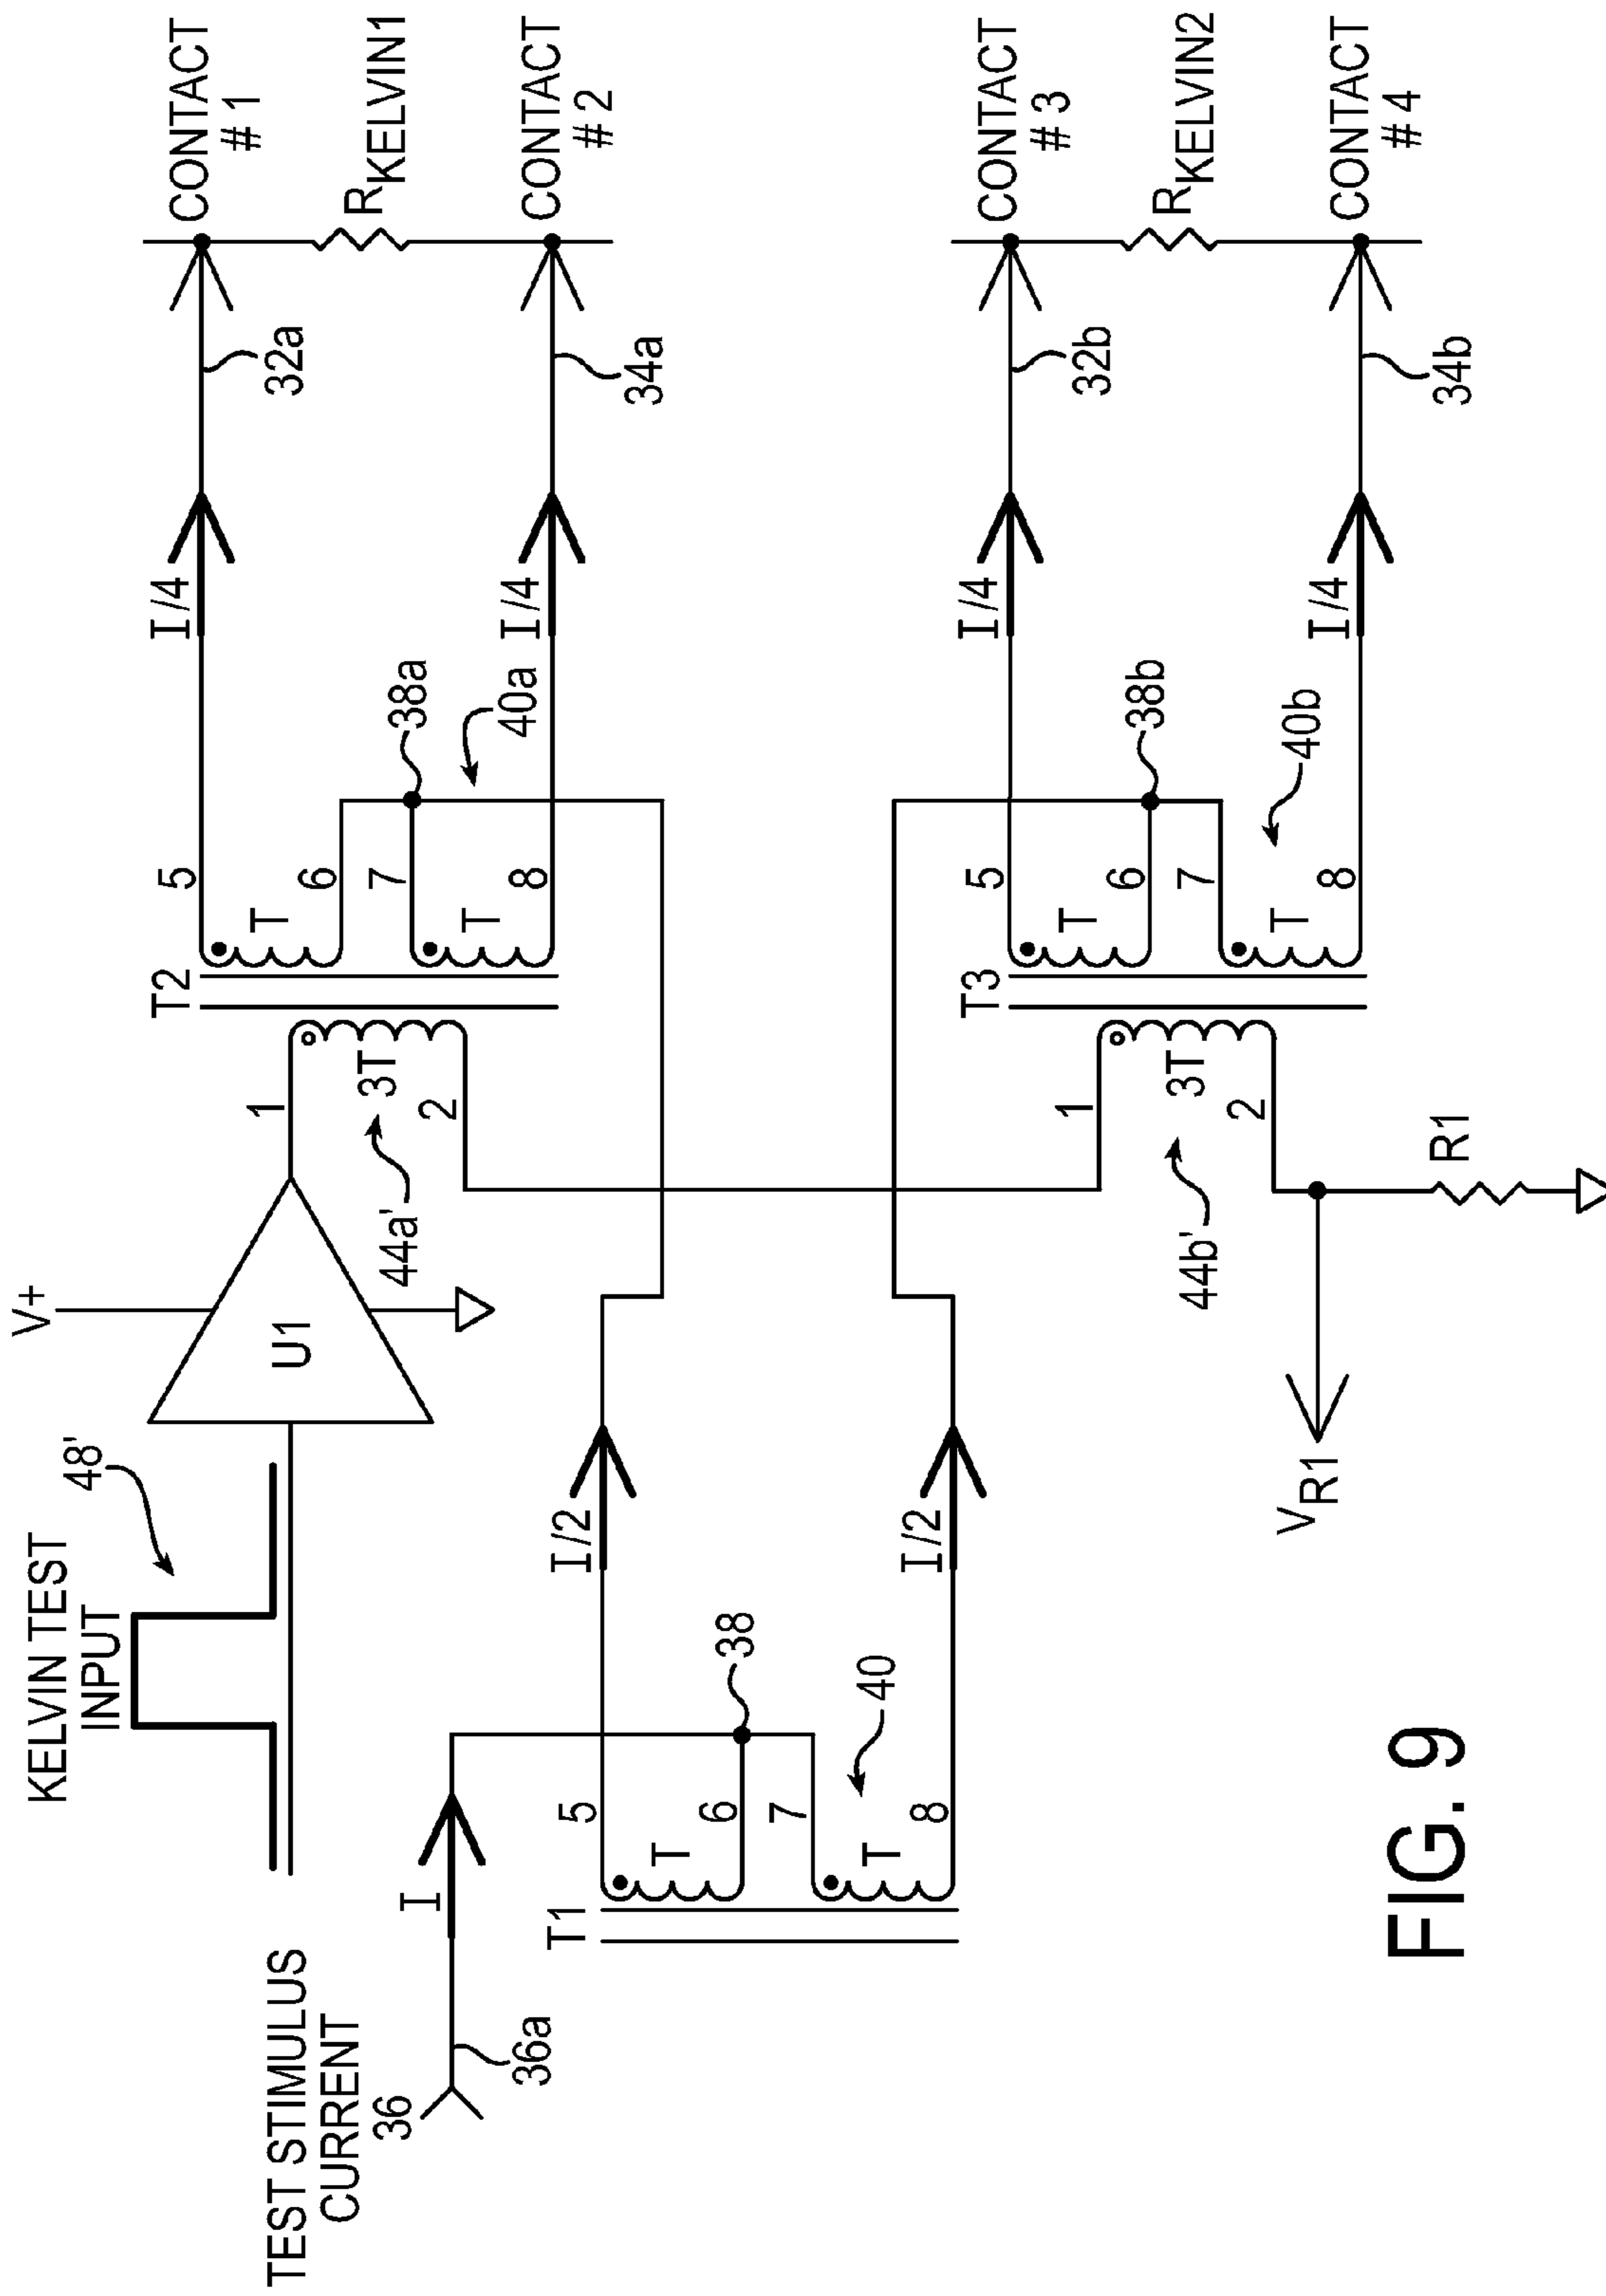 KELVIN TEST
INPUT
48'
V+
U1
TEST STIMULUS
CURRENT
36
36a
I
T1
5
T
6
7
T
8
38
40
I/2
I/2
1
3T
2
44a'
T2
5
T
6
7
T
8
38a
40a
I/4
I/4
32a
34a
CONTACT
#1
RKELVIN1
CONTACT
#2
1
3T
2
44b'
T3
5
T
6
7
T
8
38b
40b
I/4
I/4
32b
34b
CONTACT
#3
RKELVIN2
CONTACT
#4
VR1
R1
FIG. 9